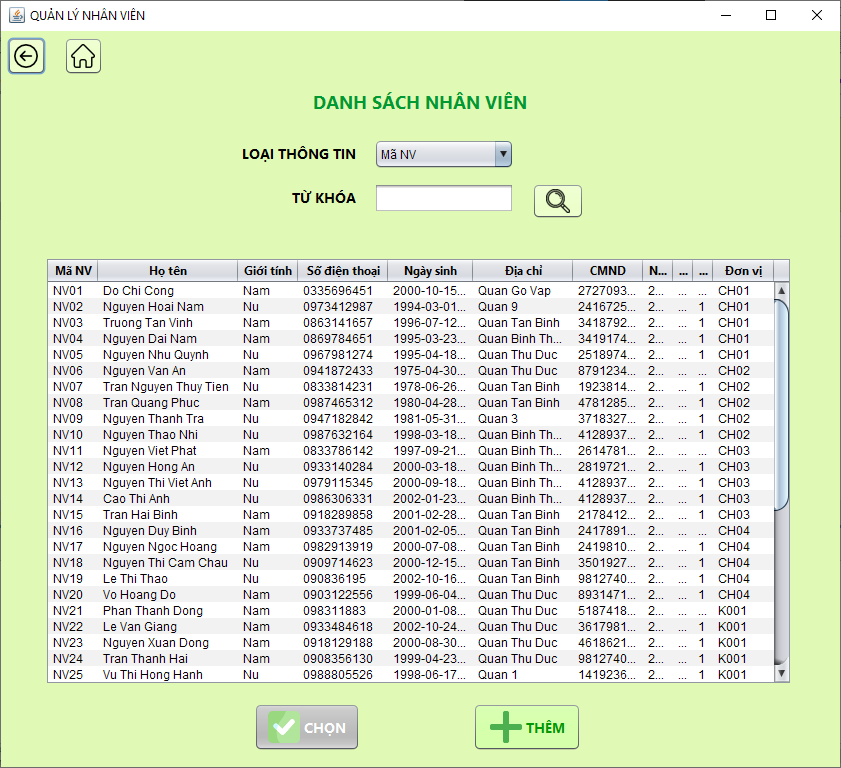 QUẢN LÝ NHÂN VIÊN
DANH SÁCH NHÂN VIÊN
LOẠI THÔNG TIN Mã NV
TỪ KHÓA
Mã NV Họ tên Giới tính Số điện thoại Ngày sinh Địa chỉ CMND N... ... ... Đơn vị
NV01 Do Chi Cong Nam 0335696451 2000-10-15... Quan Go Vap 2727093... 2... ... ... CH01
NV02 Nguyen Hoai Nam Nu 0973412987 1994-03-01... Quan 9 2416725... 2... ... 1 CH01
NV03 Truong Tan Vinh Nam 0863141657 1996-07-12... Quan Tan Binh 3418792... 2... ... 1 CH01
NV04 Nguyen Dai Nam Nam 0869784651 1995-03-23... Quan Binh Th... 3419174... 2... ... 1 CH01
NV05 Nguyen Nhu Quynh Nu 0967981274 1995-04-18... Quan Thu Duc 2518974... 2... ... 1 CH01
NV06 Nguyen Van An Nam 0941872433 1975-04-30... Quan Thu Duc 8791234... 2... ... ... CH02
NV07 Tran Nguyen Thuy Tien Nu 0833814231 1978-06-26... Quan Tan Binh 1923814... 2... ... 1 CH02
NV08 Tran Quang Phuc Nam 0987465312 1980-04-28... Quan Tan Binh 4781285... 2... ... 1 CH02
NV09 Nguyen Thanh Tra Nu 0947182842 1981-05-31... Quan 3 3718327... 2... ... 1 CH02
NV10 Nguyen Thao Nhi Nu 0987632164 1998-03-18... Quan Binh Th... 4128937... 2... ... 1 CH02
NV11 Nguyen Viet Phat Nam 0833786142 1997-09-21... Quan Binh Th... 2614781... 2... ... ... CH03
NV12 Nguyen Hong An Nu 0933140284 2000-03-18... Quan Binh Th... 2819721... 2... ... 1 CH03
NV13 Nguyen Thi Viet Anh Nu 0979115345 2000-09-18... Quan Binh Th... 4128937... 2... ... 1 CH03
NV14 Cao Thi Anh Nu 0986306331 2002-01-23... Quan Binh Th... 4128937... 2... ... 1 CH03
NV15 Tran Hai Binh Nam 0918289858 2001-02-28... Quan Tan Binh 2178412... 2... ... 1 CH03
NV16 Nguyen Duy Binh Nam 0933737485 2001-02-05... Quan Tan Binh 2417891... 2... ... ... CH04
NV17 Nguyen Ngoc Hoang Nam 0982913919 2000-07-08... Quan Tan Binh 2419810... 2... ... 1 CH04
NV18 Nguyen Thi Cam Chau Nu 0909714623 2000-12-15... Quan Tan Binh 3501927... 2... ... 1 CH04
NV19 Le Thi Thao Nu 090836195 2002-10-16... Quan Tan Binh 9812740... 2... ... 1 CH04
NV20 Vo Hoang Do Nam 0903122556 1999-06-04... Quan Thu Duc 8931471... 2... ... 1 CH04
NV21 Phan Thanh Dong Nam 098311883 2000-01-08... Quan Thu Duc 5187418... 2... ... ... K001
NV22 Le Van Giang Nam 0933484618 2002-10-24... Quan Thu Duc 3617981... 2... ... 1 K001
NV23 Nguyen Xuan Dong Nam 0918129188 2000-08-30... Quan Thu Duc 4618621... 2... ... 1 K001
NV24 Tran Thanh Hai Nam 0908356130 1999-04-23... Quan Thu Duc 9812740... 2... ... 1 K001
NV25 Vu Thi Hong Hanh Nu 0988805526 1998-06-17... Quan 1 1419236... 2... ... 1 K001
CHỌN THÊM